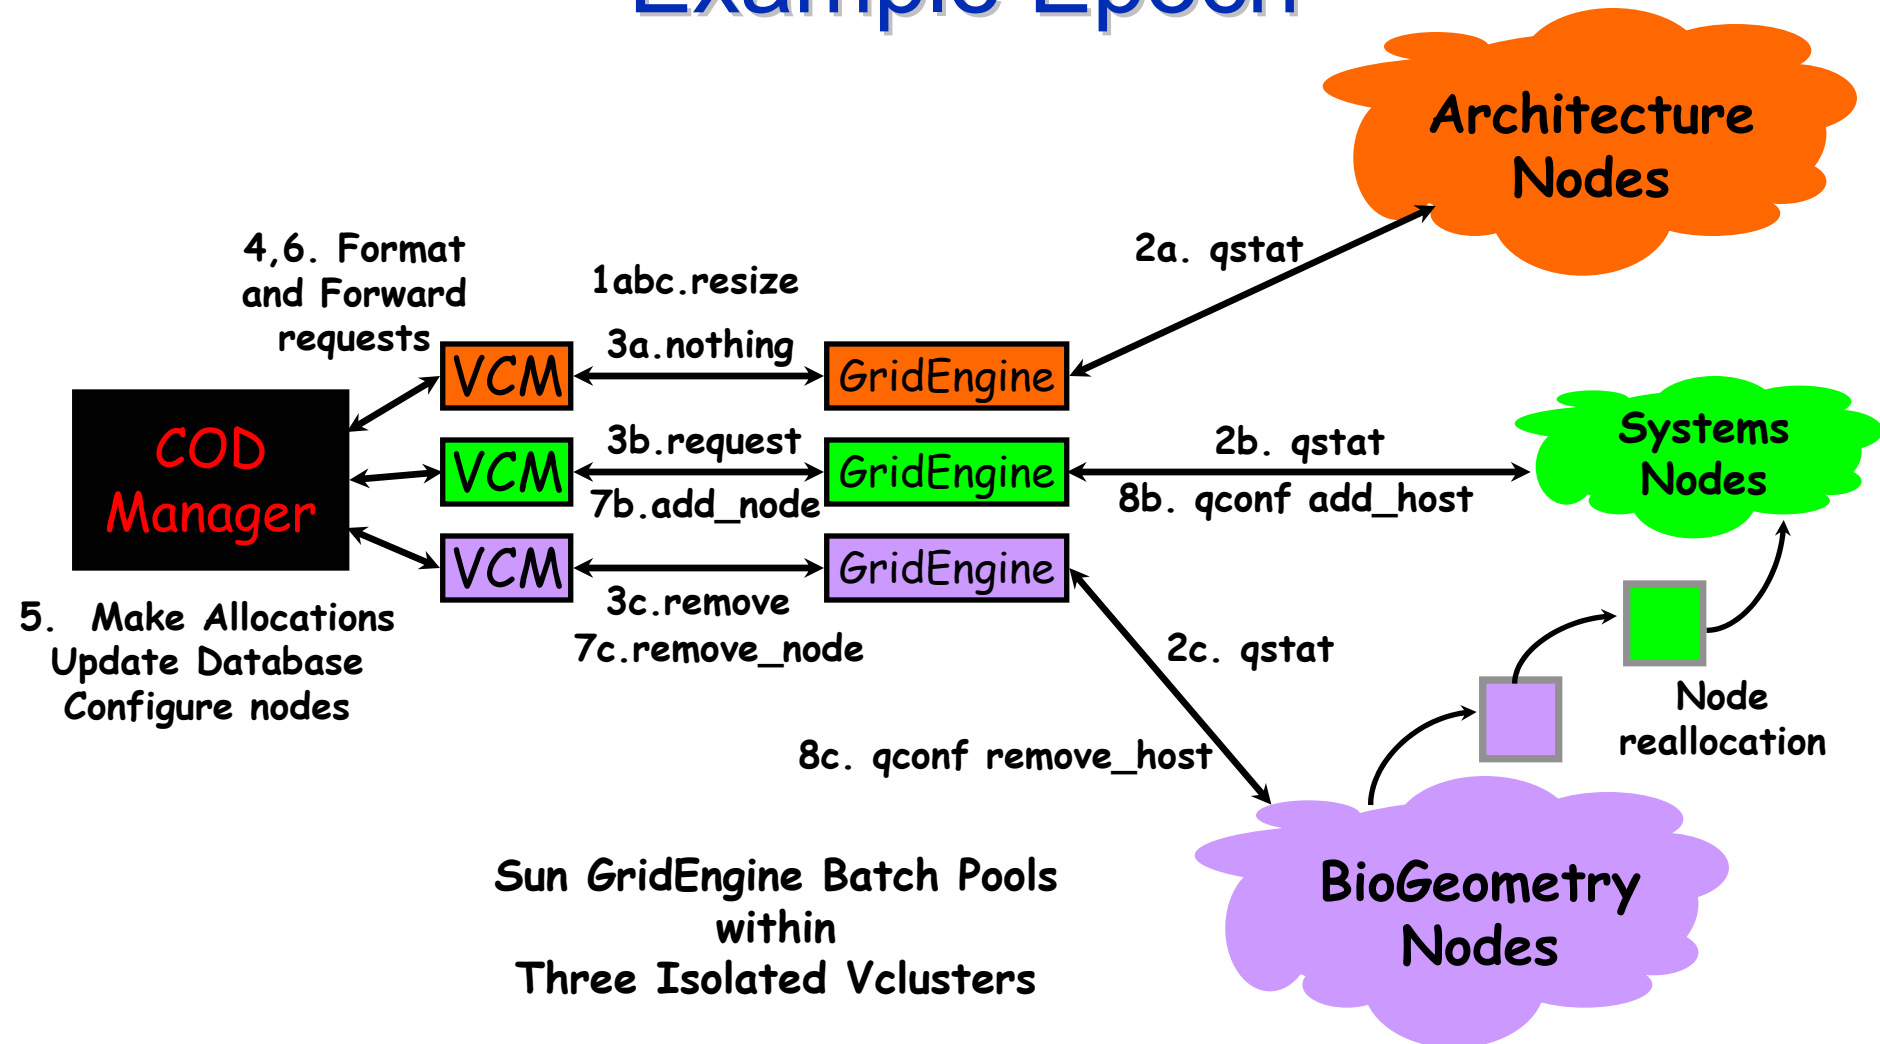 Example Epoch
Architecture
Nodes
4,6. Format
and Forward
requests
1abc.resize
2a. qstat
3a.nothing
VCM
GridEngine
COD
Manager
3b.request
VCM
GridEngine
7b.add_node
2b. qstat
8b. qconf add_host
Systems
Nodes
VCM
GridEngine
3c.remove
7c.remove_node
5. Make Allocations
Update Database
Configure nodes
2c. qstat
8c. qconf remove_host
Node
reallocation
Sun GridEngine Batch Pools
within
Three Isolated Vclusters
BioGeometry
Nodes